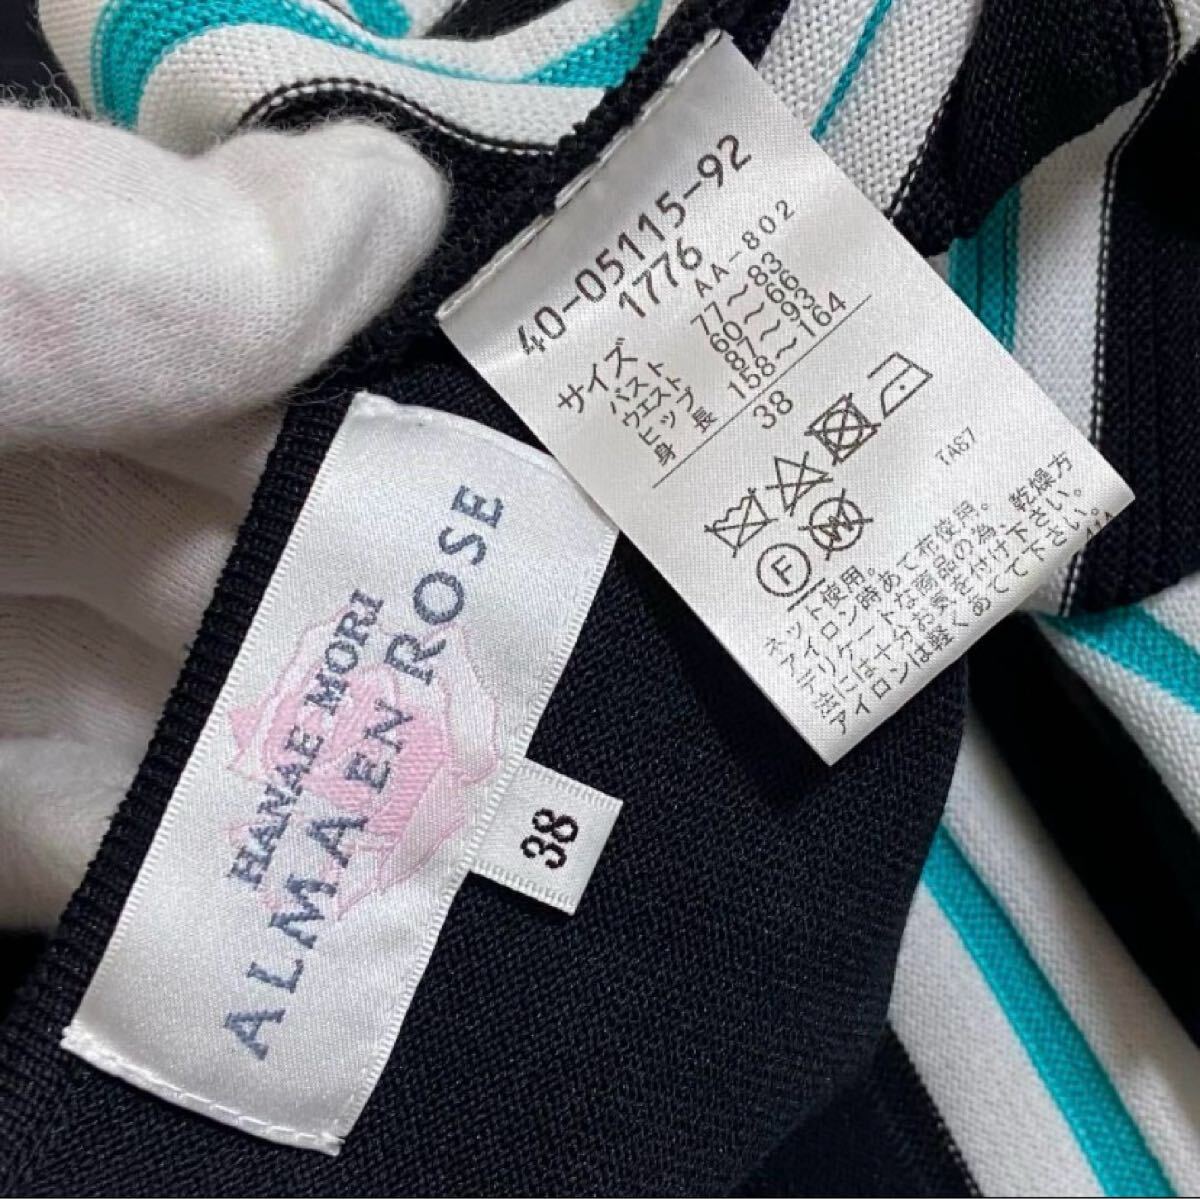 40-05115-92
1776
AA-802
サイズ
バスト 77〜83
ウエスト 60〜66
ヒップ 87〜93
身長 158〜164
38
F
W
TA87
ネット使用。
アイロン時あて布使用。
デリケートな商品の為、乾燥方
法には十分お気を付け下さい。
アイロンは軽くあてて下さい。
HANAE MORI
ALMA EN ROSE
38